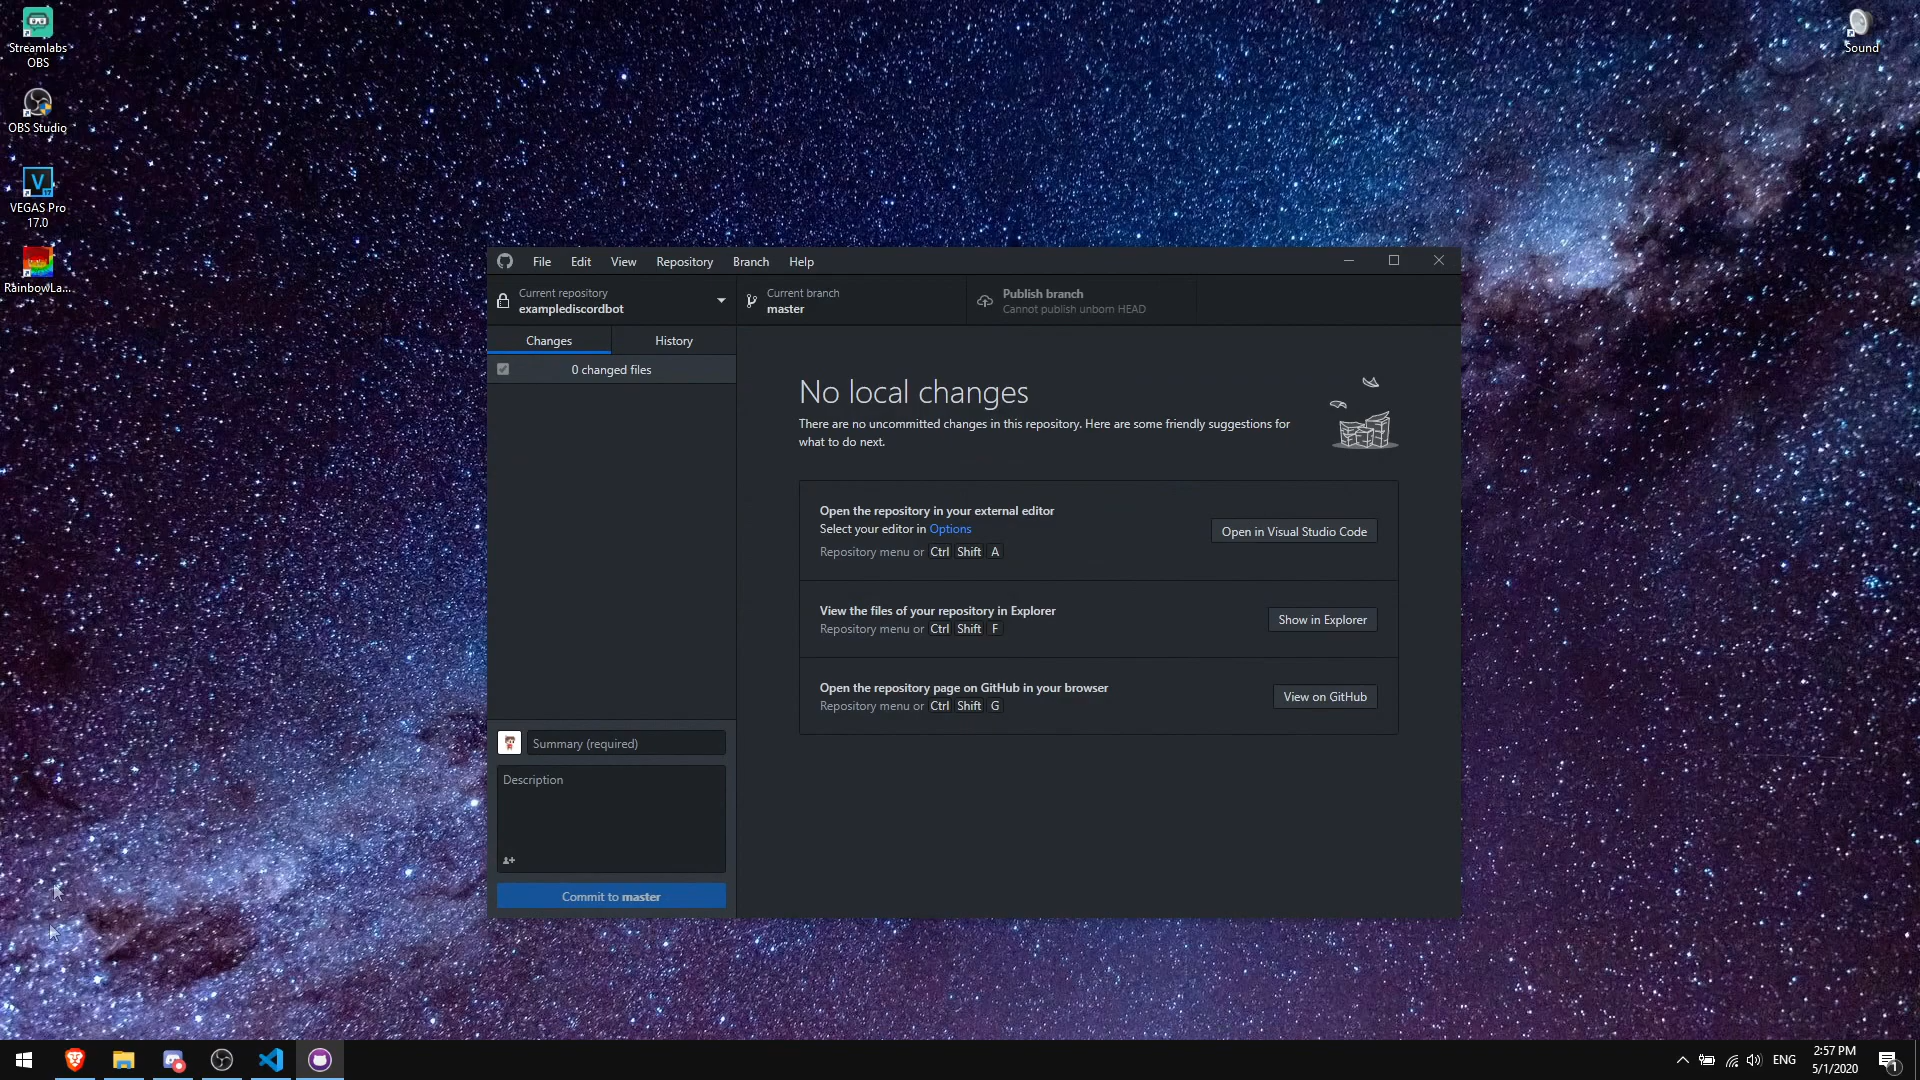 Streamlabs
OBS
OBS Studio
VEGAS Pro
17.0
RainbowLa...
Sound
File Edit View Repository Branch Help
Current repository
examplediscordbot
Current branch
master
Publish branch
Cannot publish unborn HEAD
Changes History
0 changed files
No local changes
There are no uncommitted changes in this repository. Here are some friendly suggestions for
what to do next.
Open the repository in your external editor
Select your editor in Options
Repository menu or Ctrl Shift A
Open in Visual Studio Code
View the files of your repository in Explorer
Repository menu or Ctrl Shift F
Show in Explorer
Open the repository page on GitHub in your browser
Repository menu or Ctrl Shift G
View on GitHub
Summary (required)
Description
Commit to master
ENG
2:57 PM
5/1/2020
1